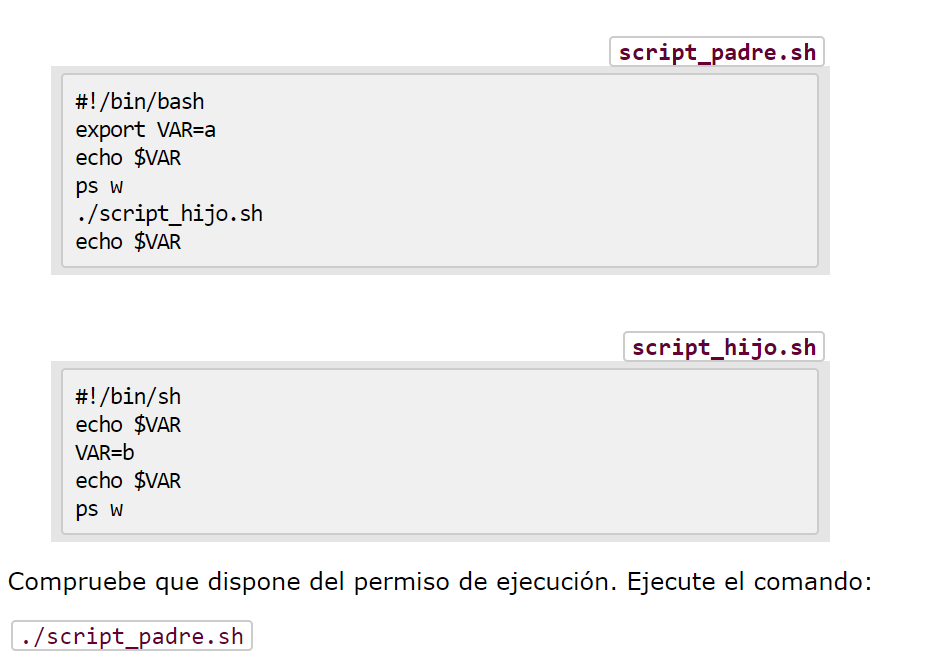 script_padre.sh
#!/bin/bash
export VAR=a
echo $VAR
ps w
./script_hijo.sh
echo $VAR
script_hijo.sh
#!/bin/sh
echo $VAR
VAR=b
echo $VAR
ps w
Compruebe que dispone del permiso de ejecución. Ejecute el comando:
./script_padre.sh